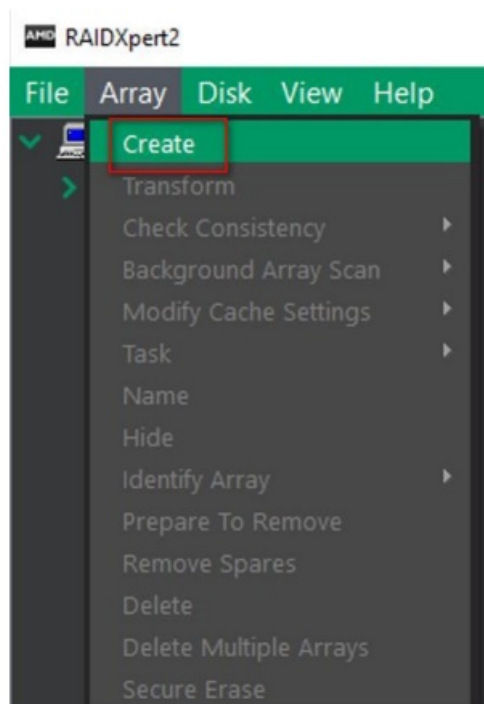 AMD RAIDXpert2
File Array Disk View Help
Create
Transform
Check Consistency
Background Array Scan
Modify Cache Settings
Task
Name
Hide
Identify Array
Prepare To Remove
Remove Spares
Delete
Delete Multiple Arrays
Secure Erase